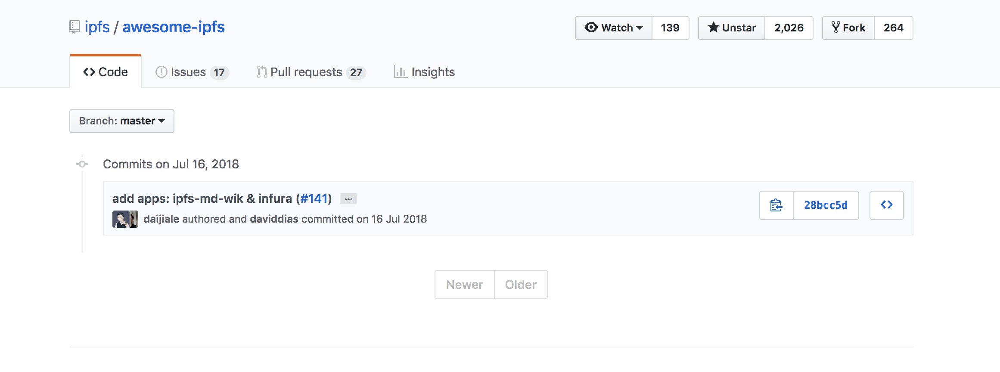 ipfs / awesome-ipfs
Watch 139 Unstar 2,026 Fork 264
Code Issues 17 Pull requests 27 Insights
Branch: master
Commits on Jul 16, 2018
add apps: ipfs-md-wik & infura (#141) …
28bcc5d
daijiale authored and daviddias committed on 16 Jul 2018
Newer Older